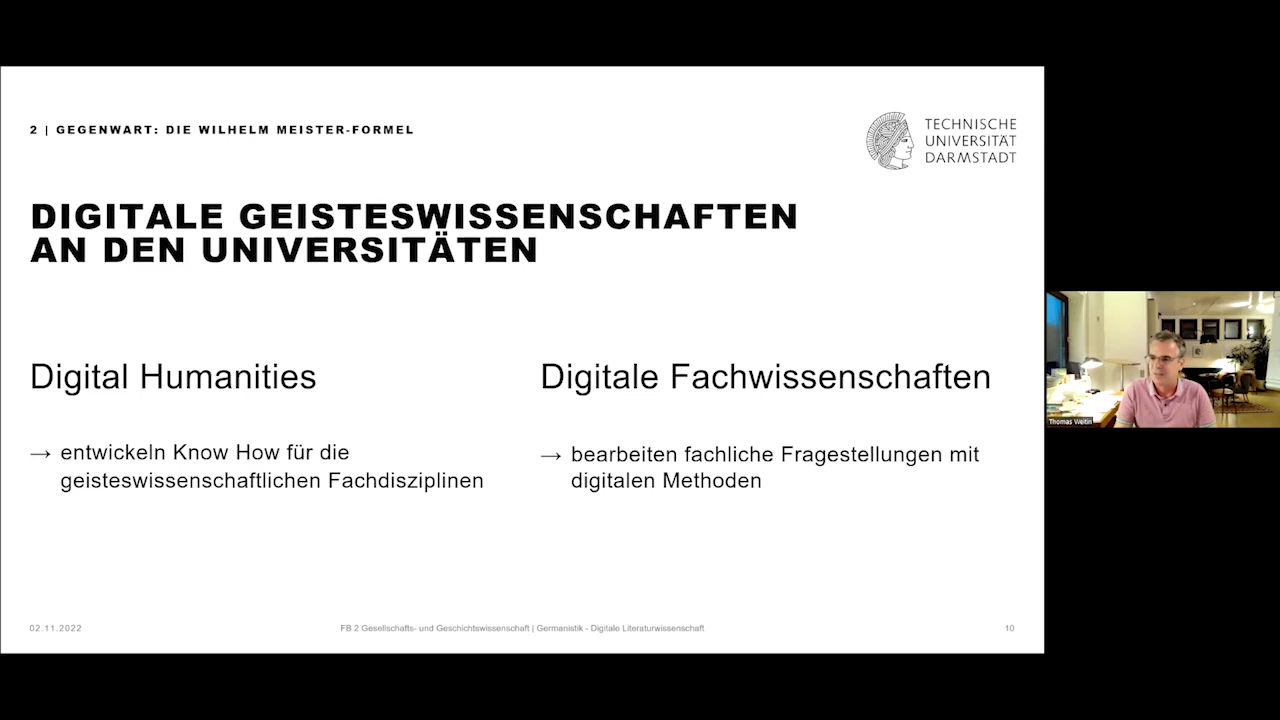 2 | GEGENWART: DIE WILHELM MEISTER-FORMEL
TECHNISCHE
UNIVERSITÄT
DARMSTADT
DIGITALE GEISTESWISSENSCHAFTEN
AN DEN UNIVERSITÄTEN
Digital Humanities
→ entwickeln Know How für die
geisteswissenschaftlichen Fachdisziplinen
Digitale Fachwissenschaften
→ bearbeiten fachliche Fragestellungen mit
digitalen Methoden
Thomas Weitin
02.11.2022
FB 2 Gesellschafts- und Geschichtswissenschaft | Germanistik - Digitale Literaturwissenschaft
10